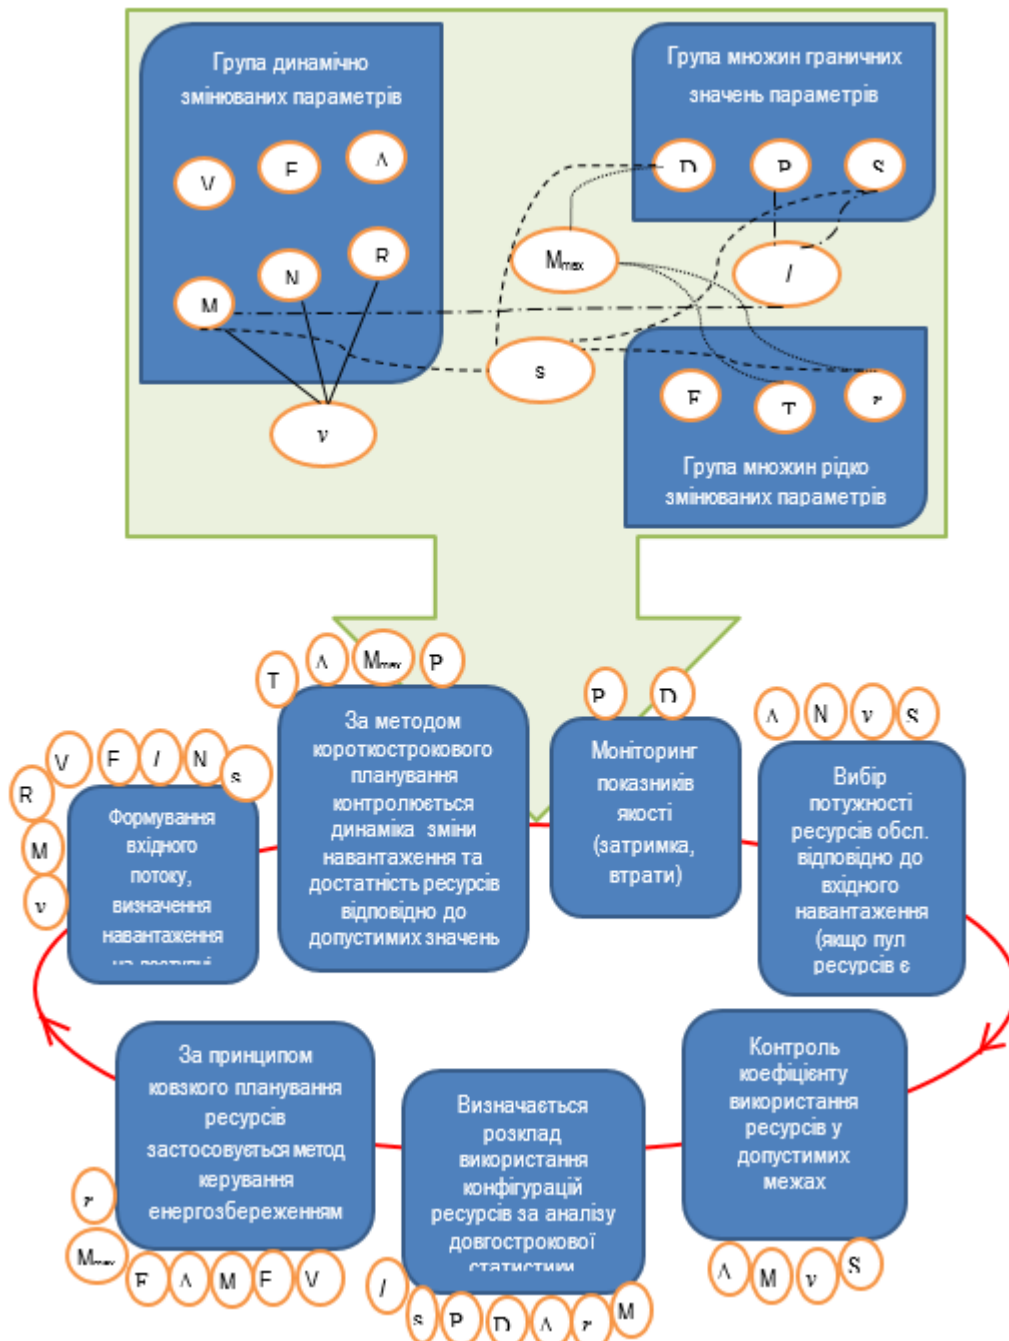 Група динамічно
змінюваних параметрів
V
F
Λ
M
N
R
ν
Група множин граничних
значень параметрів
D
P
S
Mmax
l
s
F
T
r
Група множин рідко
змінюваних параметрів
T
Λ
Mmax
P
За методом
короткострокового
планування
контролюється
динаміка зміни
навантаження та
достатність ресурсів
відповідно до
допустимих значень
P
D
Моніторинг
показників
якості
(затримка,
втрати)
Λ
N
ν
S
Вибір
потужності
ресурсів обсл.
відповідно до
вхідного
навантаження
(якщо пул
ресурсів є
ν
M
R
V
F
l
N
s
Формування
вхідного
потоку,
визначення
навантаження
Контроль
коефіцієнту
використання
ресурсів у
допустимих
межах
Λ
M
ν
S
Визначається
розклад
використання
конфігурацій
ресурсів за аналізу
довгострокової
статистики
l
s
P
D
Λ
r
M
За принципом
ковзкого планування
ресурсів
застосовується метод
керування
енергозбереженням
r
Mmax
F
Λ
M
F
V